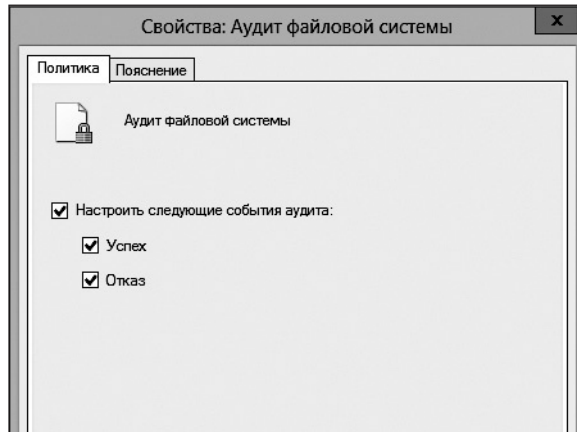 Свойства: Аудит файловой системы
x
Политика Пояснение
Аудит файловой системы
Настроить следующие события аудита:
Успех
Отказ